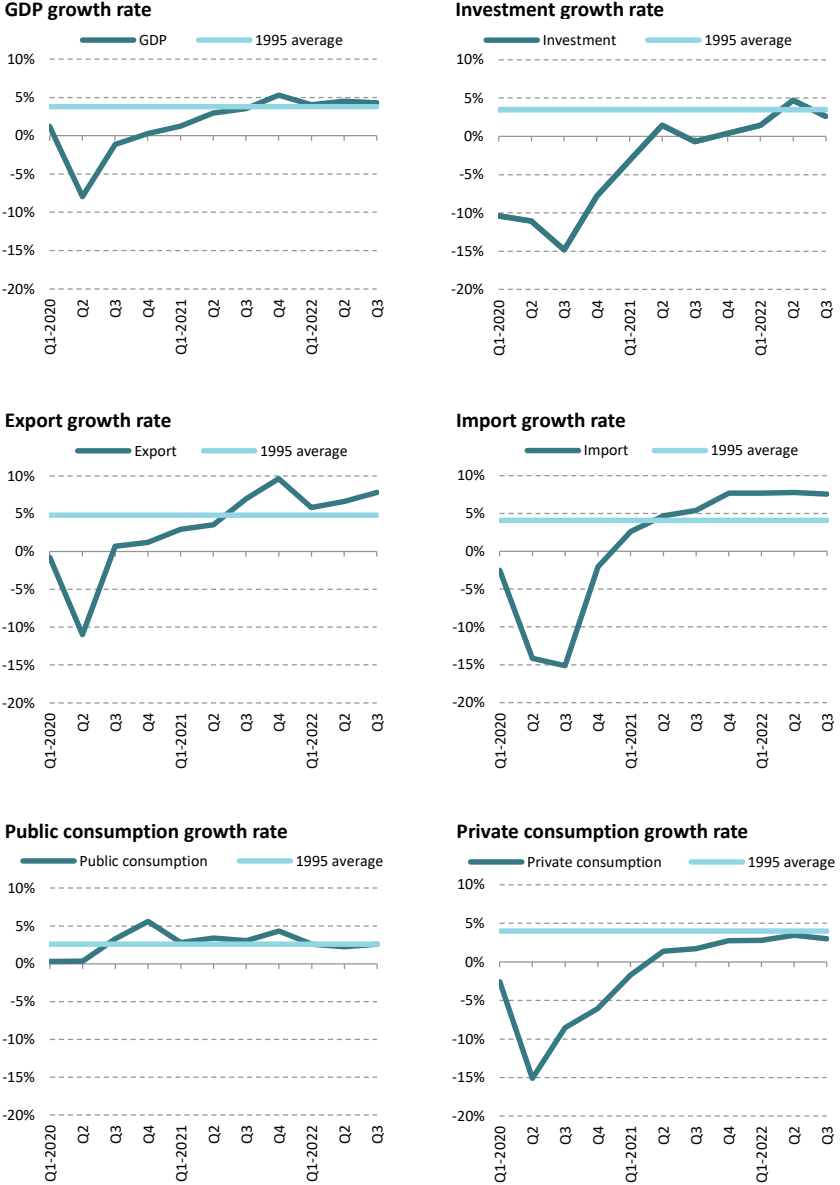 GDP growth rate
GDP 1995 average
10%
5%
0%
-5%
-10%
-15%
-20%
Q1-2020 Q2 Q3 Q4 Q1-2021 Q2 Q3 Q4 Q1-2022 Q2 Q3
Investment growth rate
Investment 1995 average
10%
5%
0%
-5%
-10%
-15%
-20%
Q1-2020 Q2 Q3 Q4 Q1-2021 Q2 Q3 Q4 Q1-2022 Q2 Q3
Export growth rate
Export 1995 average
10%
5%
0%
-5%
-10%
-15%
-20%
Q1-2020 Q2 Q3 Q4 Q1-2021 Q2 Q3 Q4 Q1-2022 Q2 Q3
Import growth rate
Import 1995 average
10%
5%
0%
-5%
-10%
-15%
-20%
Q1-2020 Q2 Q3 Q4 Q1-2021 Q2 Q3 Q4 Q1-2022 Q2 Q3
Public consumption growth rate
Public consumption 1995 average
10%
5%
0%
-5%
-10%
-15%
-20%
Q1-2020 Q2 Q3 Q4 Q1-2021 Q2 Q3 Q4 Q1-2022 Q2 Q3
Private consumption growth rate
Private consumption 1995 average
10%
5%
0%
-5%
-10%
-15%
-20%
Q1-2020 Q2 Q3 Q4 Q1-2021 Q2 Q3 Q4 Q1-2022 Q2 Q3